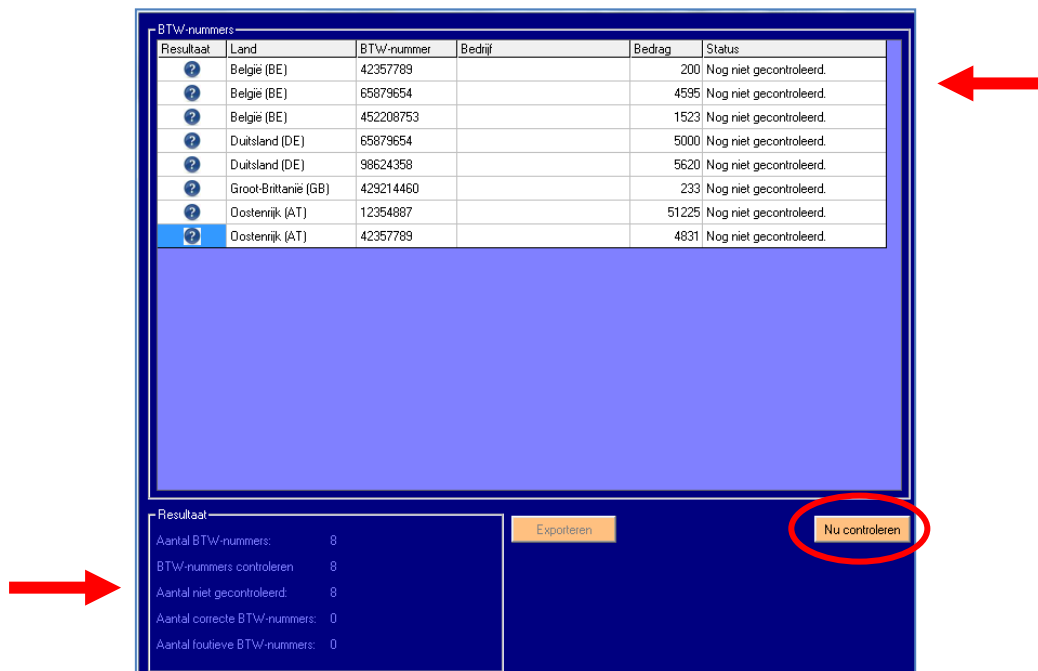 BTW-nummers
Resultaat Land BTW-nummer Bedrijf Bedrag Status
België (BE) 42357789 200 Nog niet gecontroleerd.
België (BE) 65879654 4595 Nog niet gecontroleerd.
België (BE) 452208753 1523 Nog niet gecontroleerd.
Duitsland (DE) 65879654 5000 Nog niet gecontroleerd.
Duitsland (DE) 98624358 5620 Nog niet gecontroleerd.
Groot-Brittanië (GB) 429214460 233 Nog niet gecontroleerd.
Oostenrijk (AT) 12354887 51225 Nog niet gecontroleerd.
Oostenrijk (AT) 42357789 4831 Nog niet gecontroleerd.
Resultaat
Exporteren Nu controleren
Aantal BTW-nummers: 8
BTW-nummers controleren 8
Aantal niet gecontroleerd: 8
Aantal correcte BTW-nummers: 0
Aantal foutieve BTW-nummers: 0